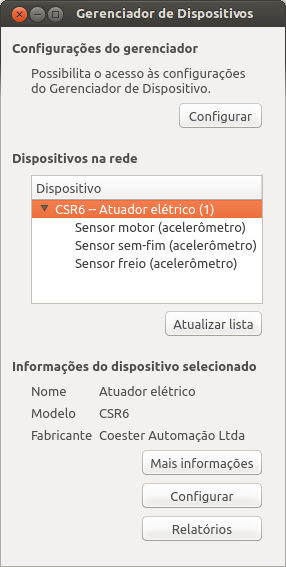 Gerenciador de Dispositivos
Configurações do gerenciador
Possibilita o acesso às configurações
do Gerenciador de Dispositivo.
Configurar
Dispositivos na rede
Dispositivo
CSR6 -- Atuador elétrico (1)
Sensor motor (acelerômetro)
Sensor sem-fim (acelerômetro)
Sensor freio (acelerômetro)
Atualizar lista
Informações do dispositivo selecionado
Nome Atuador elétrico
Modelo CSR6
Fabricante Coester Automação Ltda
Mais informações
Configurar
Relatórios